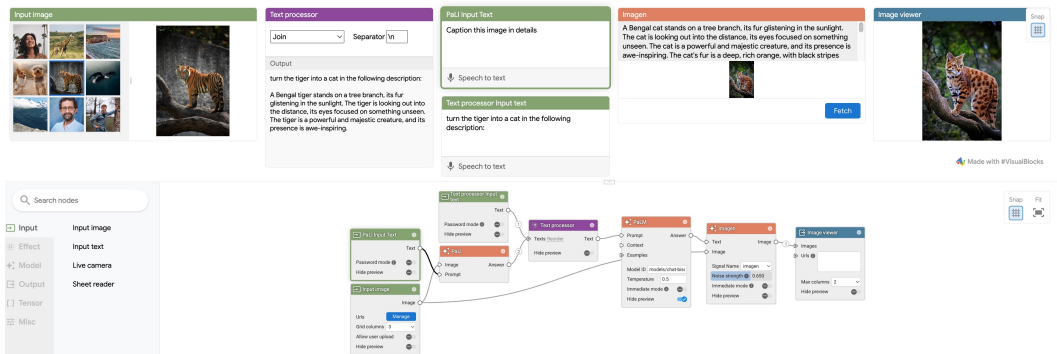 Input image
Text processor
Join
Separator \n
Output
turn the tiger into a cat in the following description:
A Bengal tiger stands on a tree branch, its fur
glistening in the sunlight. The tiger is looking out into
the distance, its eyes focused on something unseen.
The tiger is a powerful and majestic creature, and its
presence is awe-inspiring.
PaLI Input Text
Caption this image in details
Speech to text
Text processor Input text
turn the tiger into a cat in the following
description:
Speech to text
Imagen
A Bengal cat stands on a tree branch, its fur glistening in the sunlight.
The cat is looking out into the distance, its eyes focused on something
unseen. The cat is a powerful and majestic creature, and its presence is
awe-inspiring. The cat's fur is a deep, rich orange, with black stripes
Fetch
Image viewer
Snap
Made with #VisualBlocks
Search nodes
Input
Effect
Model
Output
Tensor
Misc
Input image
Input text
Live camera
Sheet reader
PaLI Input Text
Text
Password mode
Hide preview
Input image
Image
Urls
Manage
Grid columns 3
Allow user upload
Hide preview
Text processor Input
text
Text
Password mode
Hide preview
PaLI
Image
Answer
Prompt
Text processor
Texts Reorder
Text
Hide preview
PaLM
Prompt
Answer
Context
Examples
Model ID models/chat-biso
Temperature 0.5
Immediate mode
Hide preview
Imagen
Text
Image
Image
Signal Name imagen
Noise strength 0.693
Immediate mode
Hide preview
Image viewer
Images
Urls
Max columns 2
Hide preview
Snap
Fit